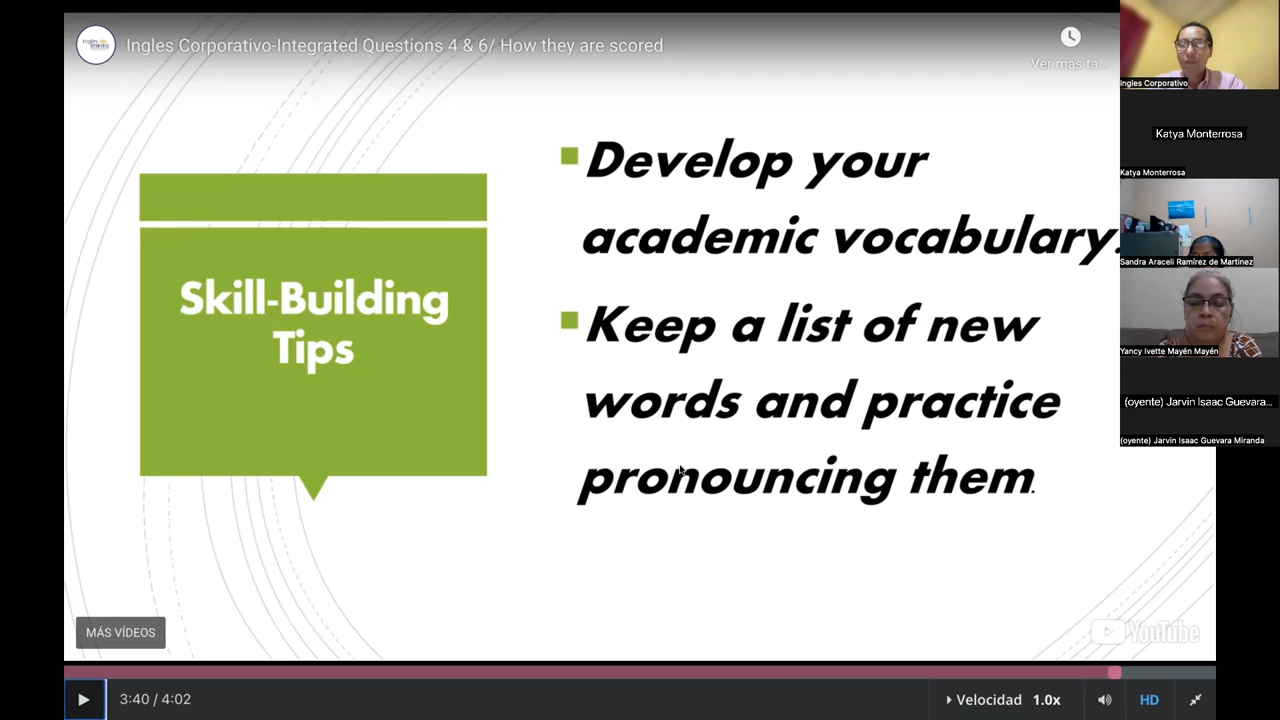 Ingles Corporativo-Integrated Questions 4 & 6/ How they are scored
Ver más ta...
Skill-Building
Tips
Develop your
academic vocabulary.
Keep a list of new
words and practice
pronouncing them.
MÁS VÍDEOS
YouTube
3:40 / 4:02
Velocidad 1.0x
HD
Ingles Corporativo
Katya Monterrosa
Katya Monterrosa
Sandra Araceli Ramírez de Martinez
Yancy Ivette Mayén Mayén
(oyente) Jarvin Isaac Guevara...
(oyente) Jarvin Isaac Guevara Miranda